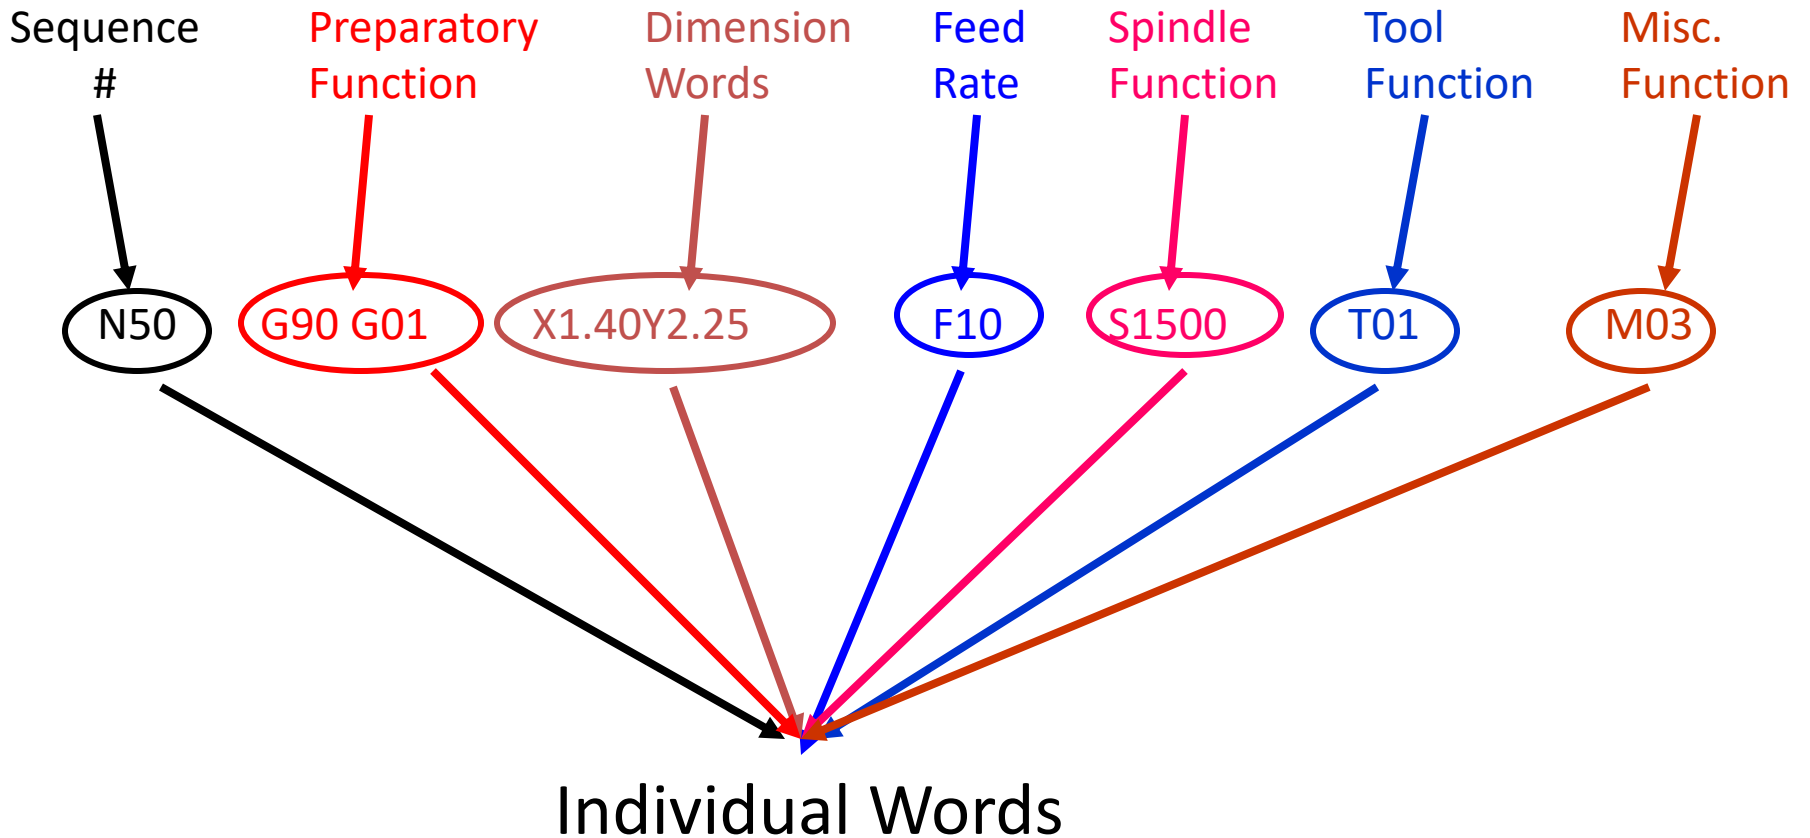 Sequence
#
Preparatory
Function
Dimension
Words
Feed
Rate
Spindle
Function
Tool
Function
Misc.
Function
N50
G90 G01
X1.40Y2.25
F10
S1500
T01
M03
Individual Words